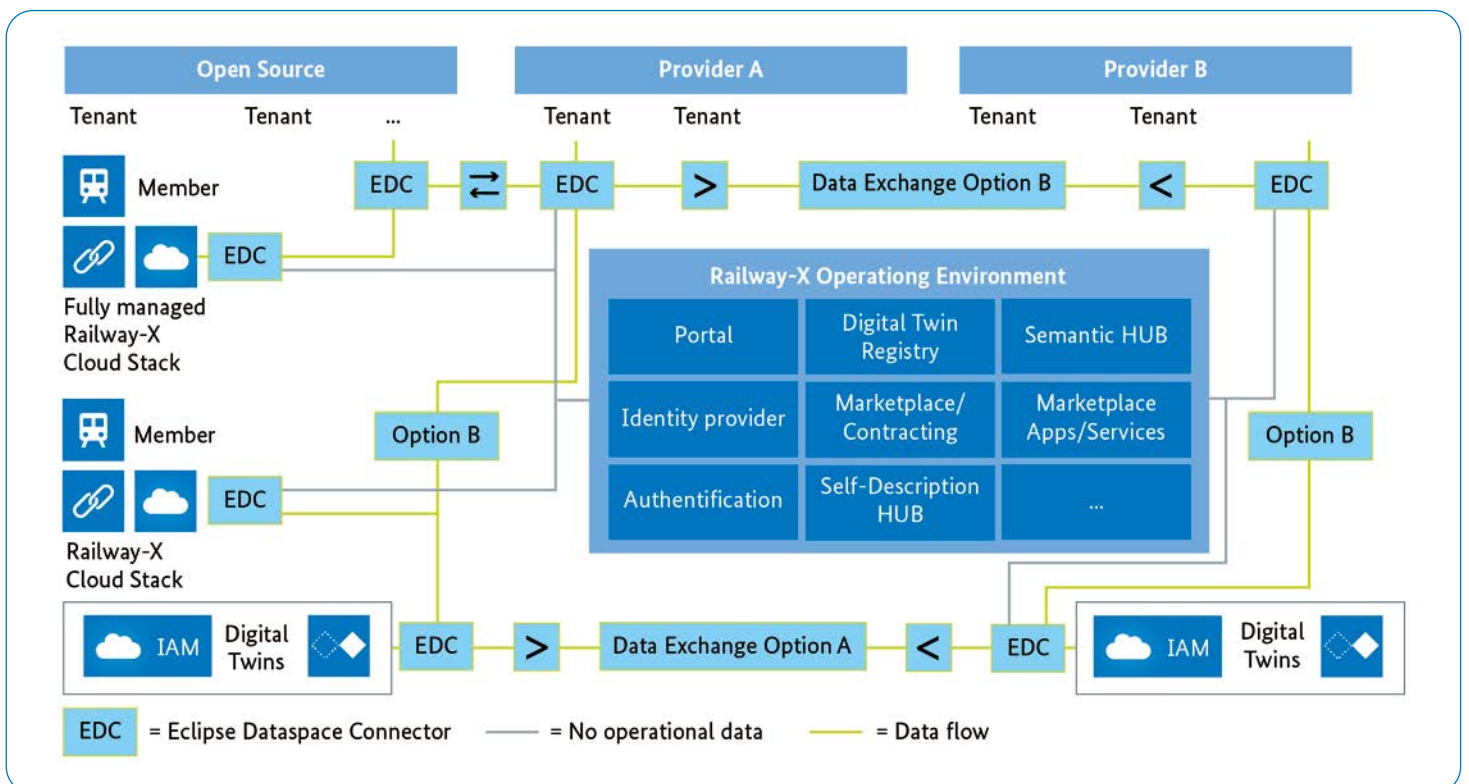 Open Source
Provider A
Provider B
Tenant
Tenant
...
Tenant
Tenant
Tenant
Tenant
Member
EDC
EDC
>
Data Exchange Option B
<
EDC
EDC
Fully managed
Railway-X
Cloud Stack
Railway-X Operationg Environment
Portal
Digital Twin
Registry
Semantic HUB
Identity provider
Marketplace/
Contracting
Marketplace
Apps/Services
Authentification
Self-Description
HUB
...
Member
Option B
Option B
EDC
Railway-X
Cloud Stack
IAM
Digital
Twins
EDC
>
Data Exchange Option A
<
EDC
IAM
Digital
Twins
EDC
= Eclipse Dataspace Connector
= No operational data
= Data flow